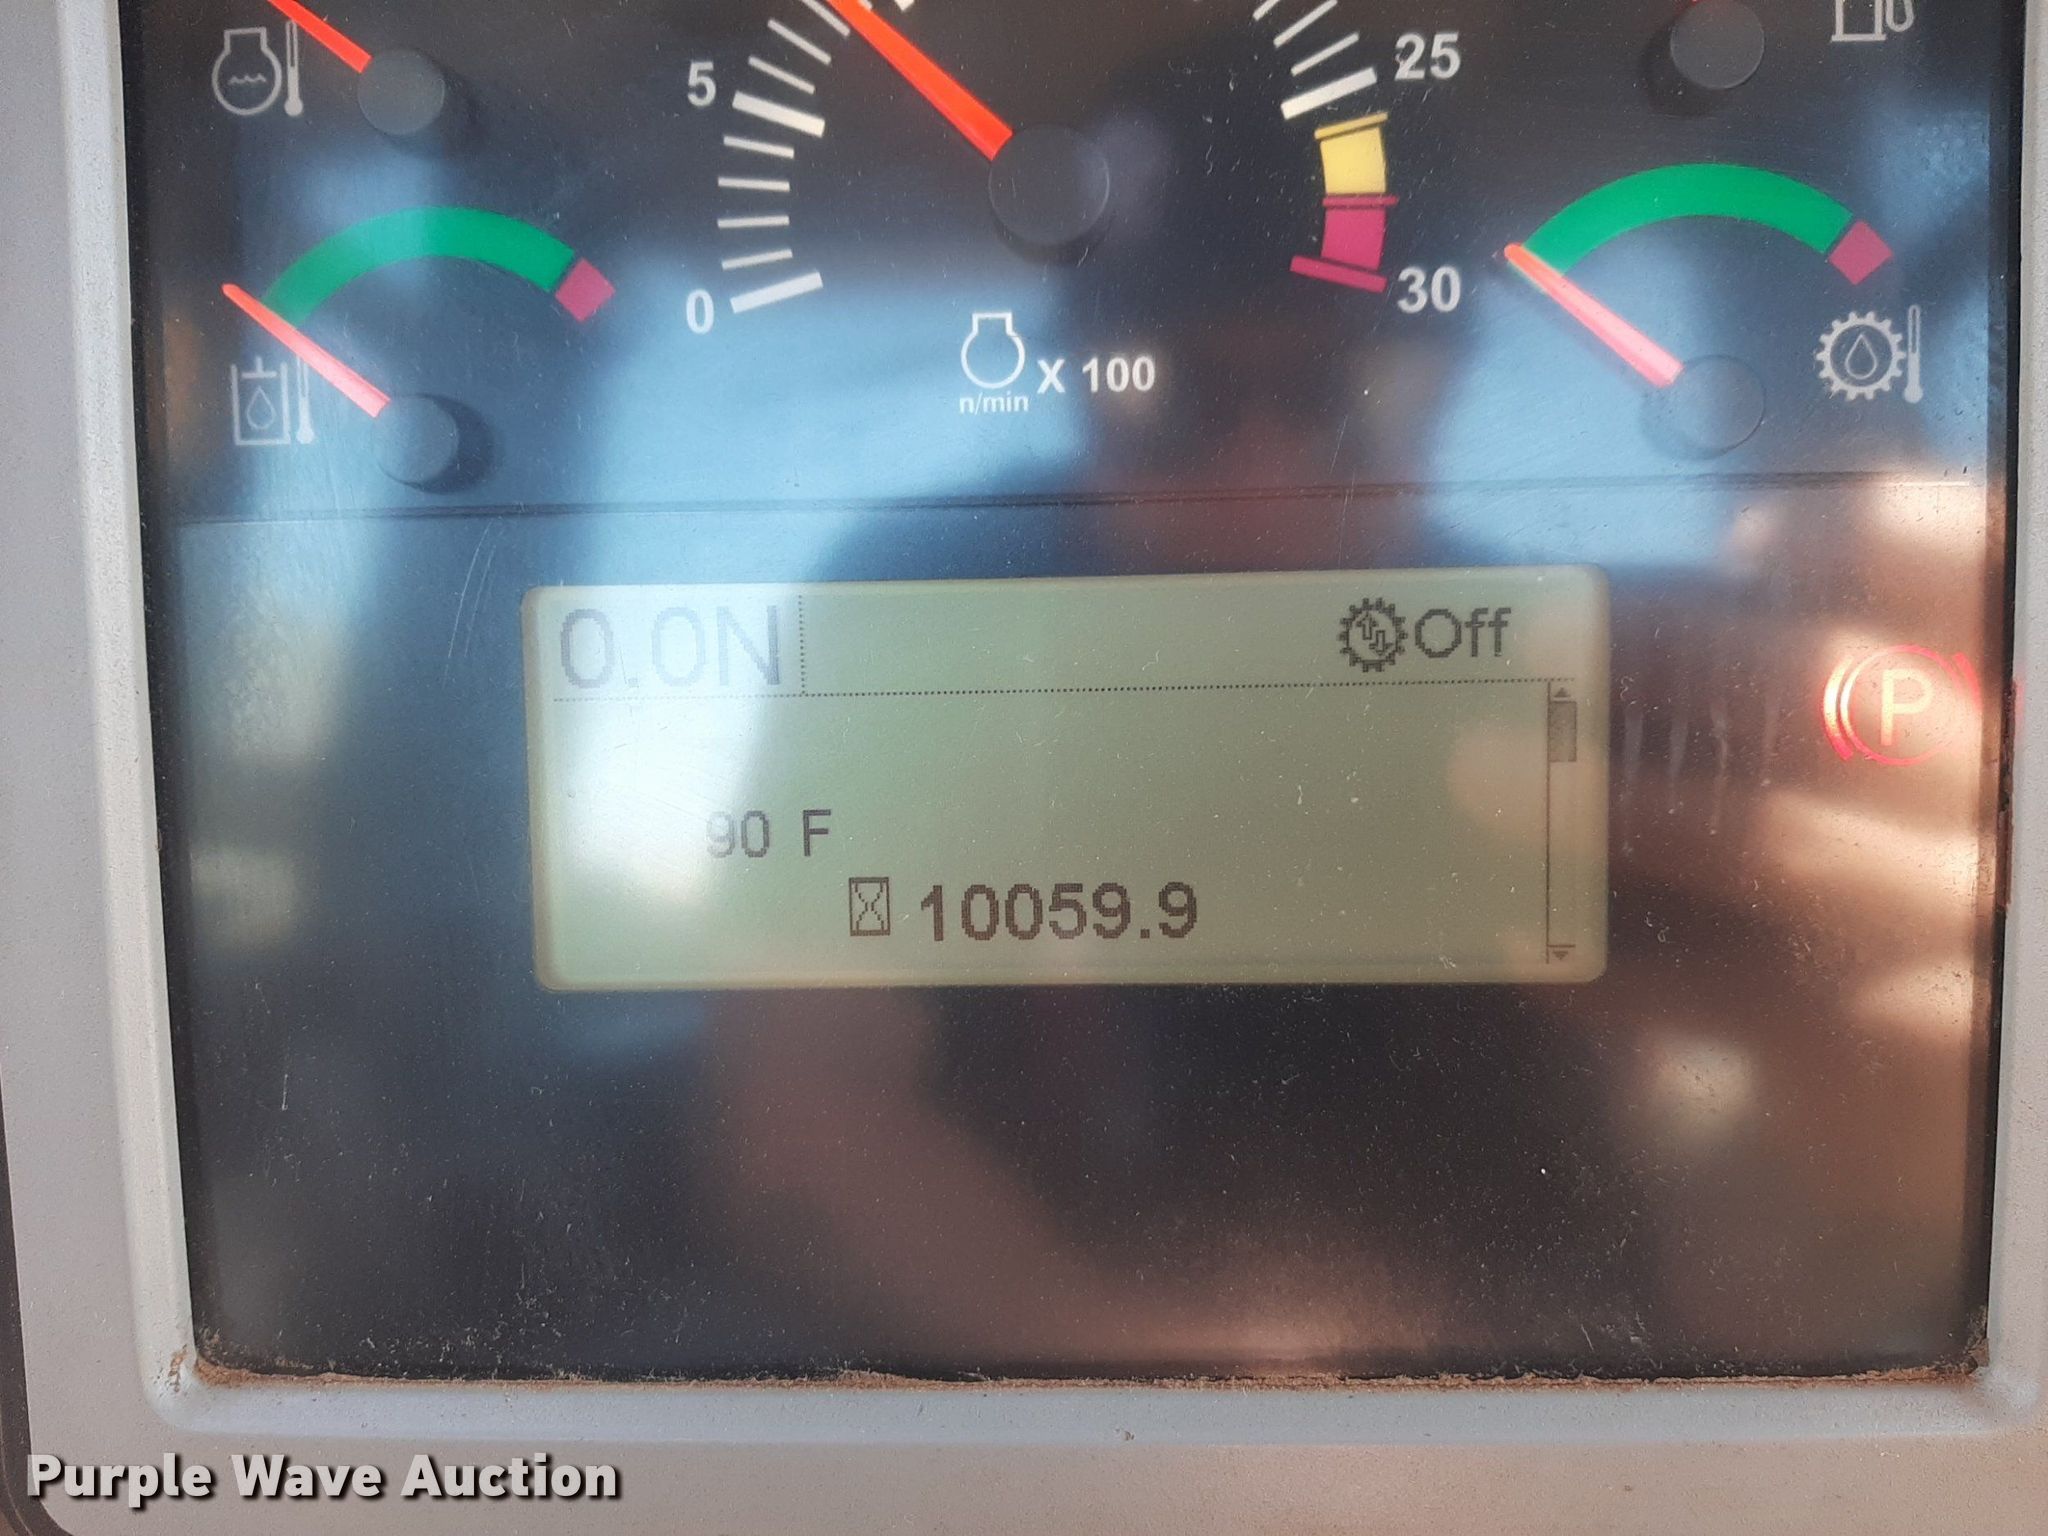 25
5
0
30
X 100
n/min
0.0N
Off
P
90 F
10059.9
Purple Wave Auction